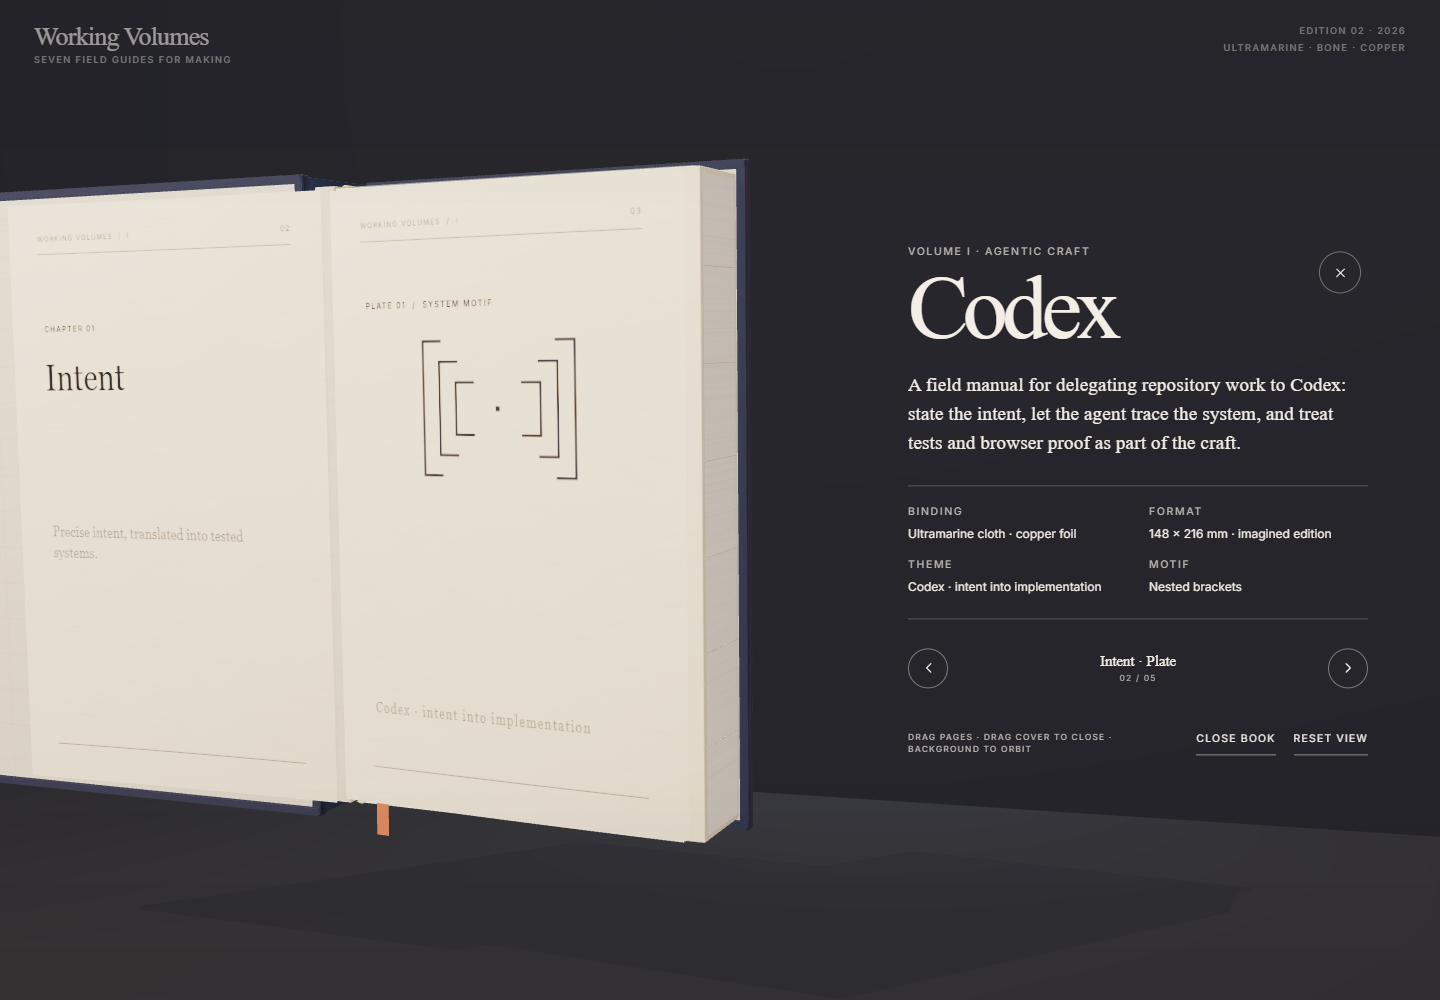 Working Volumes
SEVEN FIELD GUIDES FOR MAKING
EDITION 02 · 2026
ULTRAMARINE · BONE · COPPER
WORKING VOLUMES / I
02
CHAPTER 01
Intent
Precise intent, translated into tested
systems.
WORKING VOLUMES / I
03
PLATE 01 / SYSTEM MOTIF
Codex · intent into implementation
VOLUME I · AGENTIC CRAFT
Codex
A field manual for delegating repository work to Codex:
state the intent, let the agent trace the system, and treat
tests and browser proof as part of the craft.
BINDING
Ultramarine cloth · copper foil
FORMAT
148 × 216 mm · imagined edition
THEME
Codex · intent into implementation
MOTIF
Nested brackets
Intent · Plate
02 / 05
DRAG PAGES · DRAG COVER TO CLOSE ·
BACKGROUND TO ORBIT
CLOSE BOOK
RESET VIEW